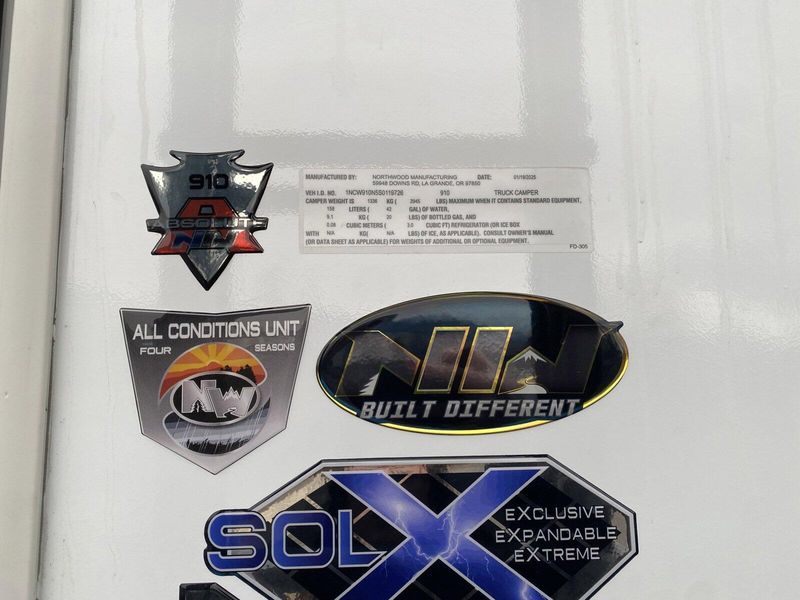 910
ABSOLUTE
NW
MANUFACTURED BY: NORTHWOOD MANUFACTURING DATE: 01/19/2025
59948 DOWNS RD, LA GRANDE, OR 97850
VEH I.D. NO. 1NCW910N5S0119726 910 TRUCK CAMPER
CAMPER WEIGHT IS 1336 KG ( 2945 LBS) MAXIMUM WHEN IT CONTAINS STANDARD EQUIPMENT,
159 LITERS ( 42 GAL) OF WATER,
9.1 KG ( 20 LBS) OF BOTTLED GAS, AND
0.08 CUBIC METERS ( 3.0 CUBIC FT) REFRIGERATOR (OR ICE BOX
WITH N/A KG( N/A LBS) OF ICE, AS APPLICABLE). CONSULT OWNER'S MANUAL
(OR DATA SHEET AS APPLICABLE) FOR WEIGHTS OF ADDITIONAL OR OPTIONAL EQUIPMENT.
FD-305
ALL CONDITIONS UNIT
FOUR SEASONS
NW
NW
BUILT DIFFERENT
SOLX
eXCLUSIVE
eXPANDABLE
eXTREME